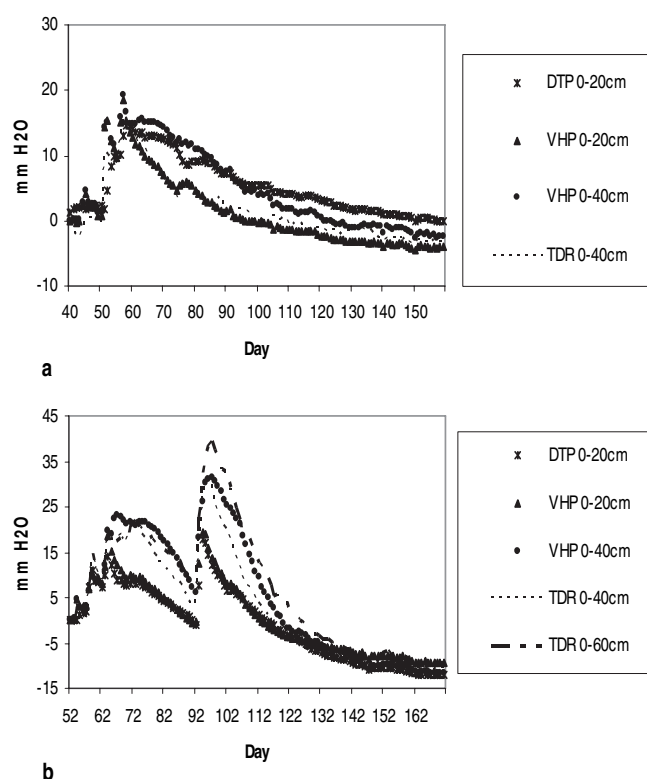 30
20
10
0
-10
mm H2O
40 50 60 70 80 90 100 110 120 130 140 150
Day
DTP 0-20cm
VHP 0-20cm
VHP 0-40cm
TDR 0-40cm
a
45
35
25
15
5
-5
-15
mm H2O
52 62 72 82 92 102 112 122 132 142 152 162
Day
DTP 0-20cm
VHP 0-20cm
VHP 0-40cm
TDR 0-40cm
TDR 0-60cm
b